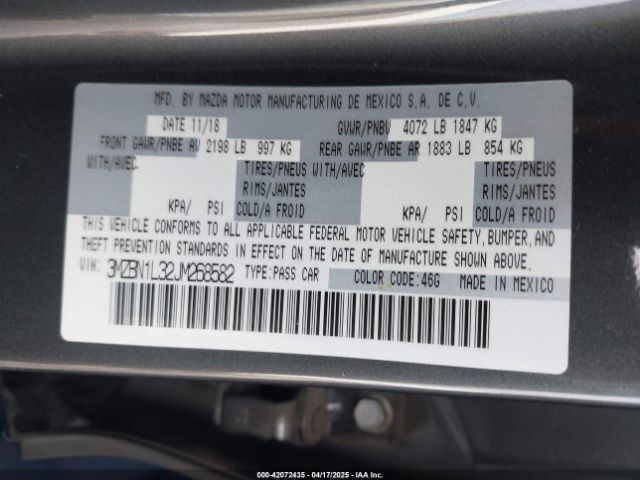 MFD. BY MAZDA MOTOR MANUFACTURING DE MEXICO S.A. DE C.V.
DATE 11/18 GVWR/PNBV 4072 LB 1847 KG
FRONT GAWR/PNBE AV 2198 LB 997 KG REAR GAWR/PNBE AR 1883 LB 854 KG
WITH/AVEC TIRES/PNEUS WITH/AVEC TIRES/PNEUS
RIMS/JANTES RIMS/JANTES
KPA/ PSI COLD/A FROID KPA/ PSI COLD/A FROID
THIS VEHICLE CONFORMS TO ALL APPLICABLE FEDERAL MOTOR VEHICLE SAFETY, BUMPER, AND
THEFT PREVENTION STANDARDS IN EFFECT ON THE DATE OF MANUFACTURE SHOWN ABOVE.
VIN: 3MZBN1L32JM268582 TYPE:PASS CAR COLOR CODE:46G MADE IN MEXICO
000-42072435 - 04/17/2025 - IAA, Inc.